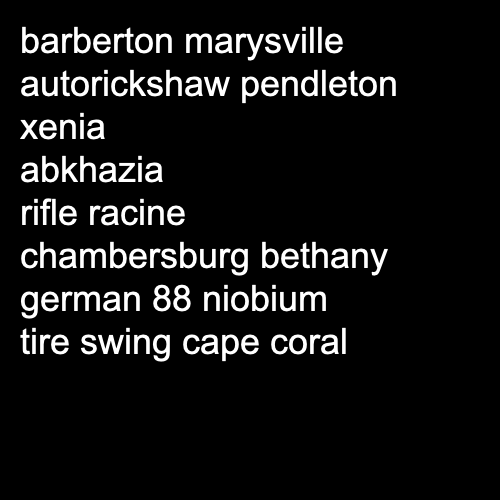 barberton marysville
autorickshaw pendleton
xenia
abkhazia
rifle racine
chambersburg bethany
german 88 niobium
tire swing cape coral